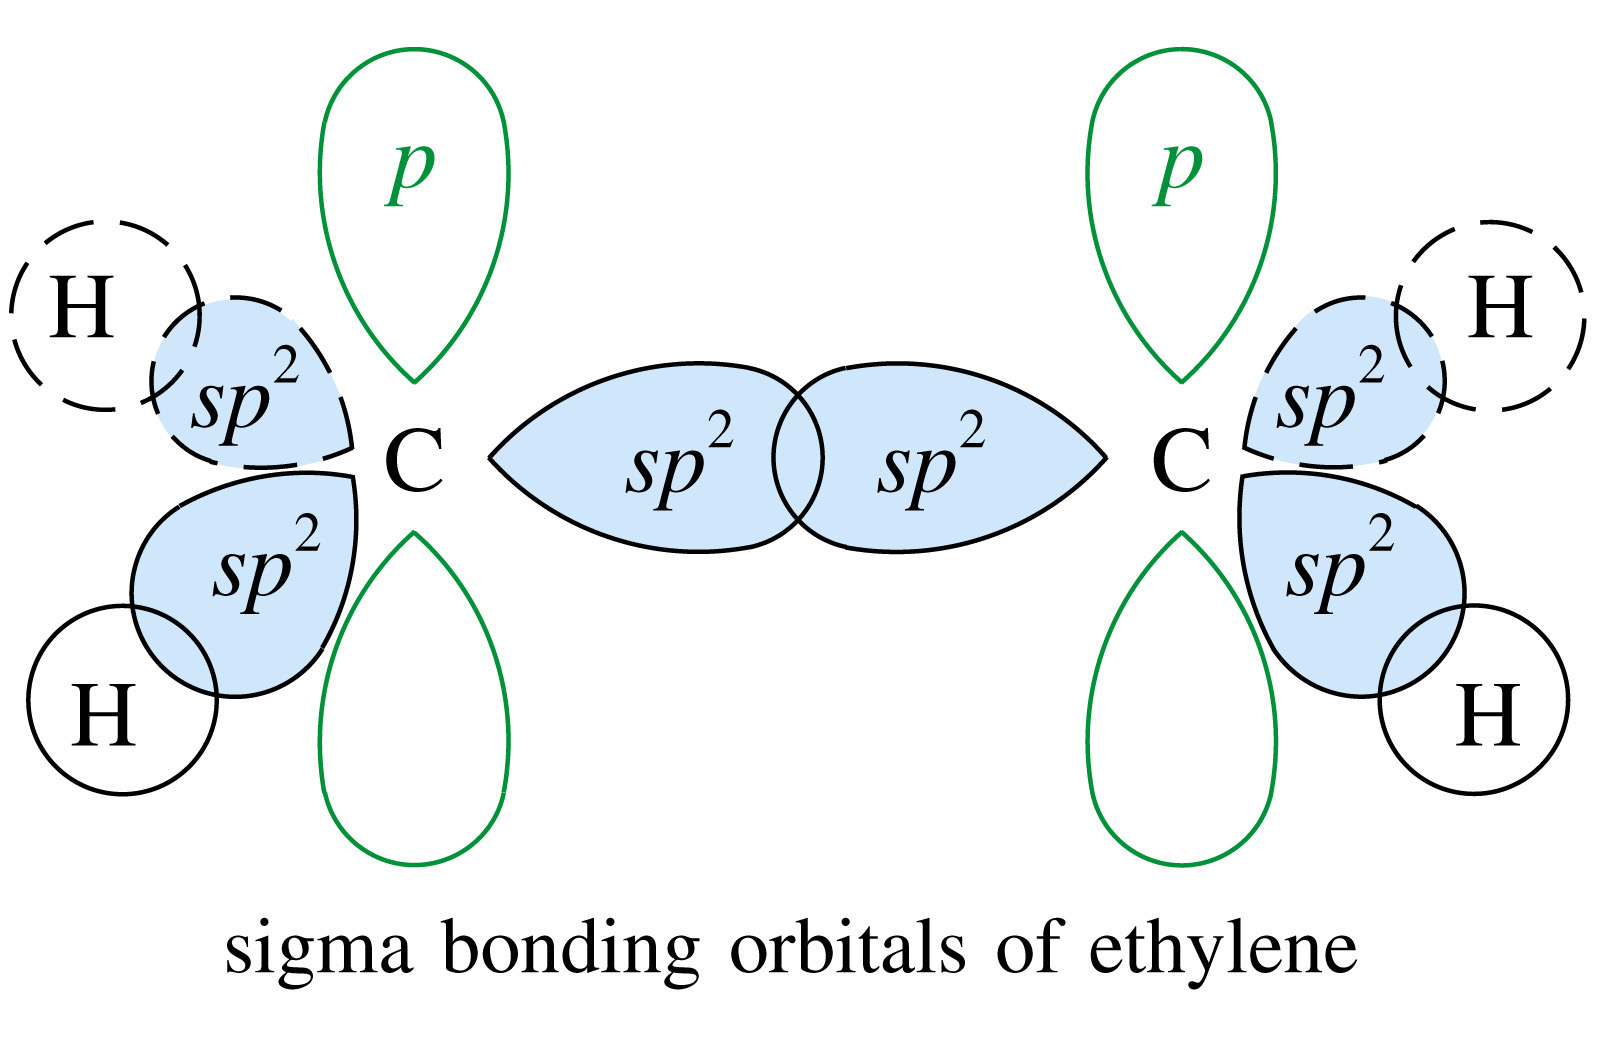 p p
H H
sp² sp²
C sp² sp² C
sp² sp²
H H
sigma bonding orbitals of ethylene